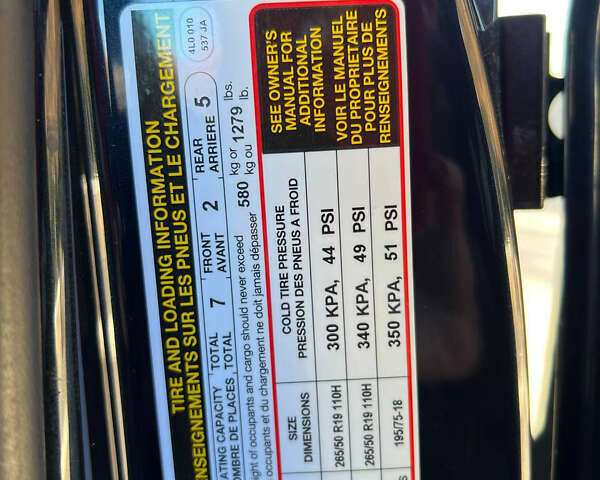 TIRE AND LOADING INFORMATION
ENSEIGNEMENTS SUR LES PNEUS ET LE CHARGEMENT
4L0 010
537 JA
ATING CAPACITY TOTAL 7 FRONT 2 REAR 5
OMBRE DE PLACES TOTAL AVANT ARRIERE
ght of occupants and cargo should never exceed 580 kg or 1279 lbs.
occupants et du chargement ne doit jamais dépasser kg ou lb.
SIZE
DIMENSIONS
COLD TIRE PRESSURE
PRESSION DES PNEUS A FROID
SEE OWNER'S
MANUAL FOR
ADDITIONAL
INFORMATION
VOIR LE MANUEL
DU PROPRIETAIRE
POUR PLUS DE
RENSEIGNEMENTS
265/50 R19 110H 300 KPA, 44 PSI
265/50 R19 110H 340 KPA, 49 PSI
195/75-18 350 KPA, 51 PSI